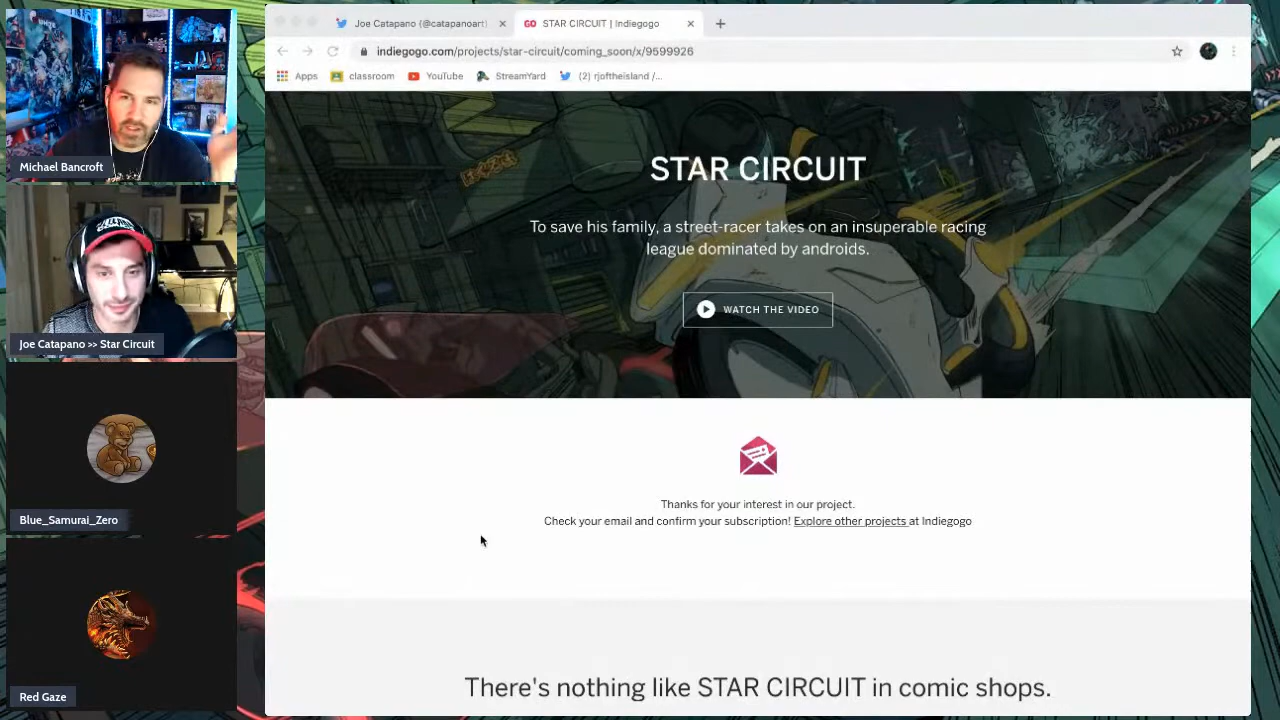 Michael Bancroft
Joe Catapano >> Star Circuit
Blue_Samurai_Zero
Red Gaze
Joe Catapano (@catapanoart)
GO STAR CIRCUIT | Indiegogo
indiegogo.com/projects/star-circuit/coming_soon/x/9599926
Apps classroom YouTube StreamYard (2) rjoftheisland /...
STAR CIRCUIT
To save his family, a street-racer takes on an insuperable racing
league dominated by androids.
WATCH THE VIDEO
Thanks for your interest in our project.
Check your email and confirm your subscription! Explore other projects at Indiegogo
There's nothing like STAR CIRCUIT in comic shops.